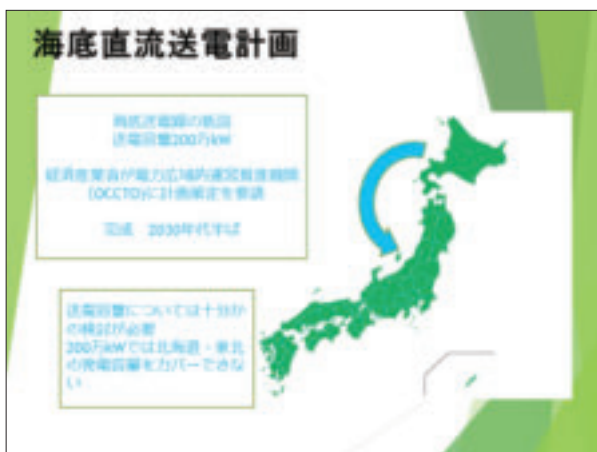 海底直流送電計画
海底送電線の新設
送電容量200万kW
経済産業省が電力広域的運営推進機関
(OCCTO)に計画策定を要請
完成 2030年代半ば
送電容量については十分か
の検討が必要
200万kWでは北海道・東北
の発電容量をカバーできな
い